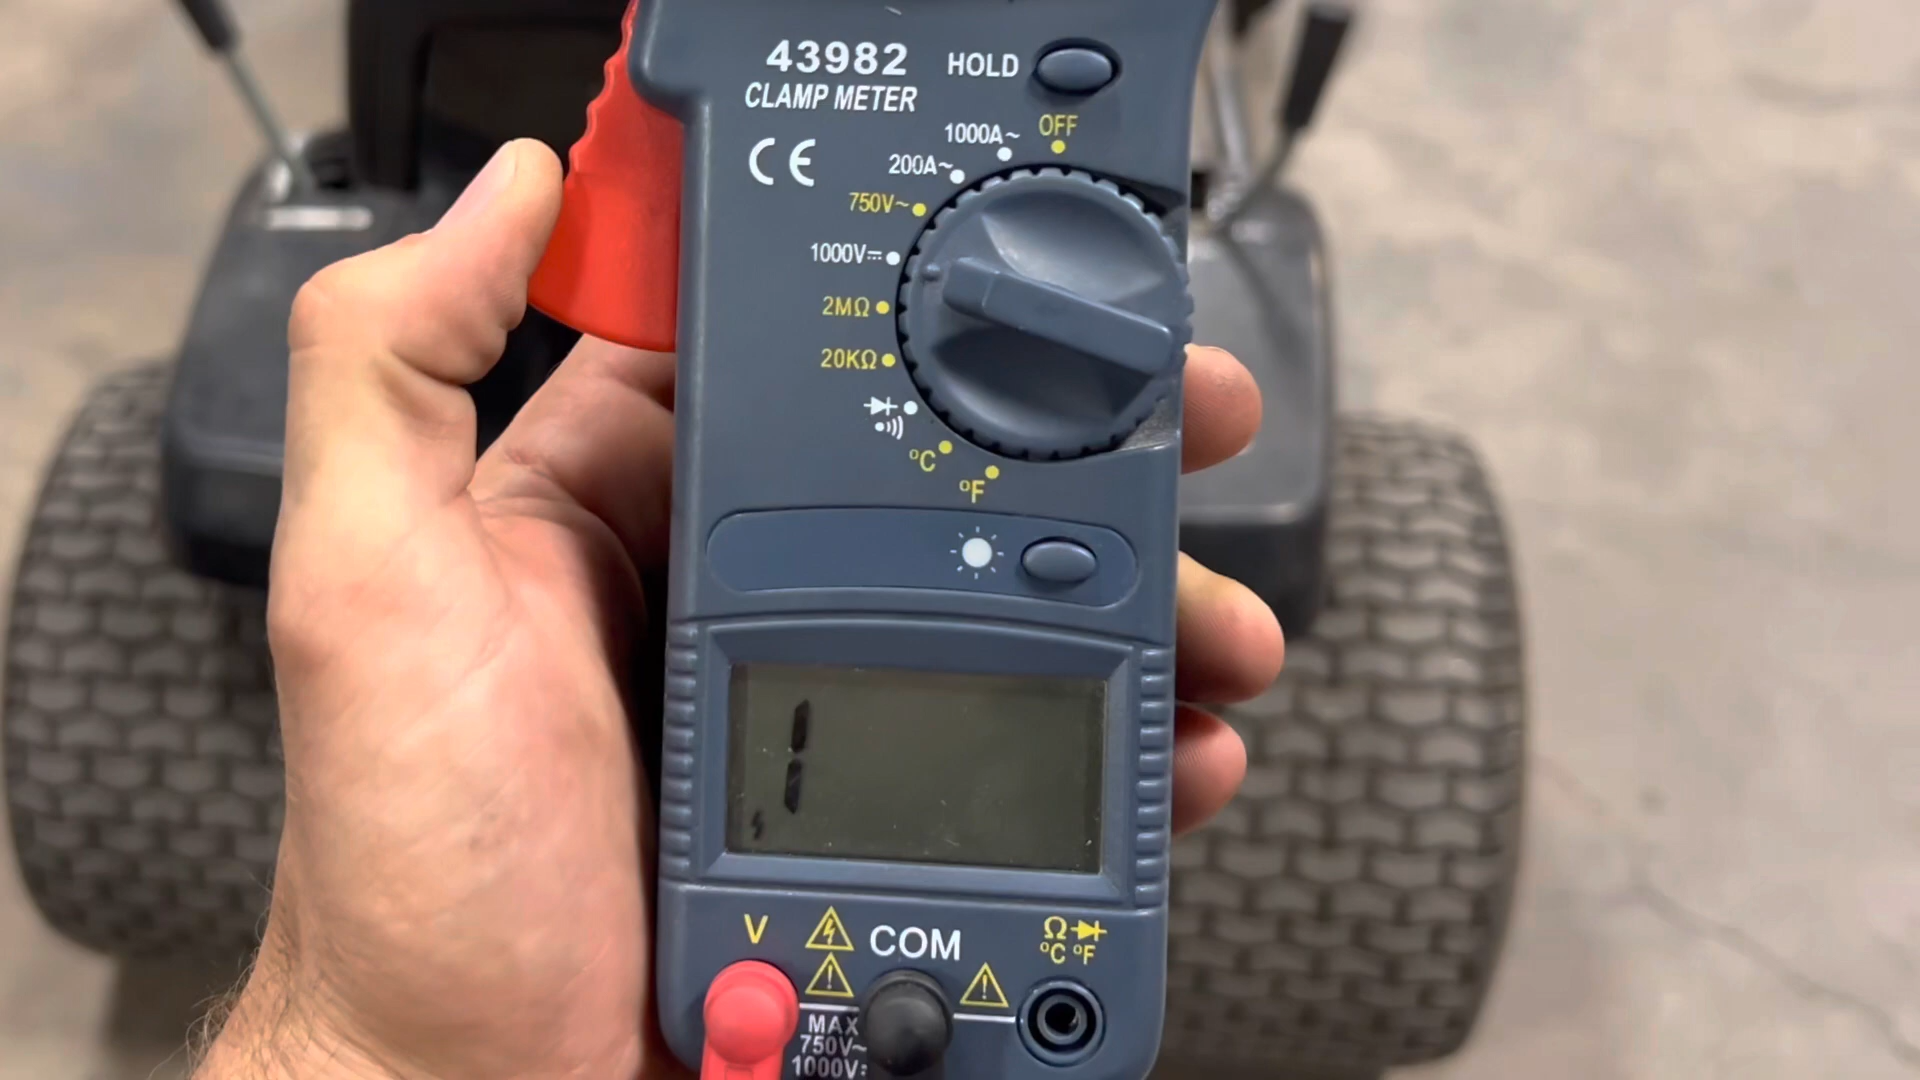 43982
CLAMP METER
HOLD
CE
OFF
1000A~
200A~
750V~
1000V⎓
2MΩ
20KΩ
°C
°F
1
V
COM
Ω
°C °F
MAX
750V~
1000V⎓